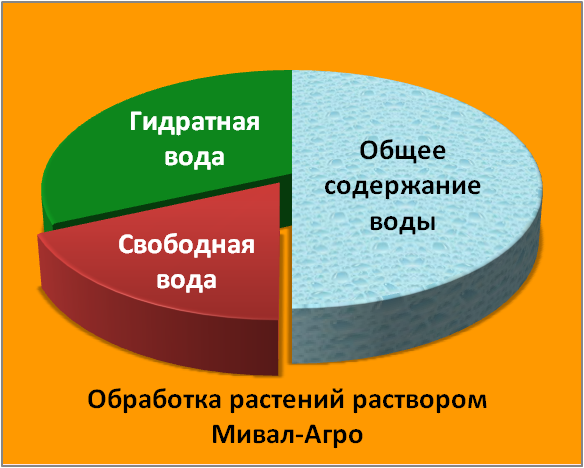 Гидратная
вода
Общее
содержание
воды
Свободная
вода
Обработка растений раствором
Мивал-Агро